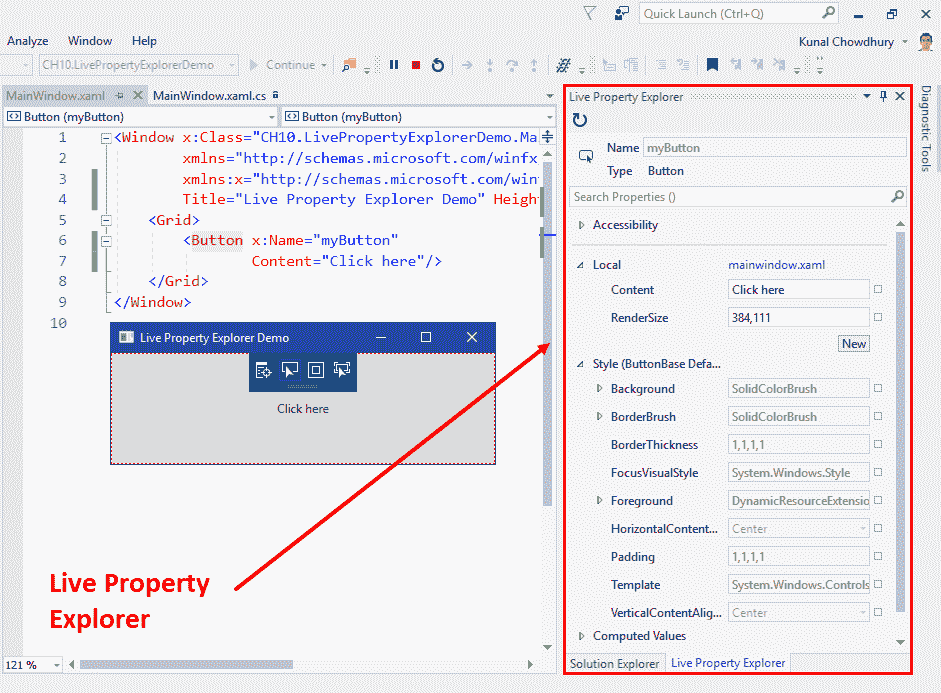 Quick Launch (Ctrl+Q)
Analyze Window Help
Kunal Chowdhury
CH10.LivePropertyExplorerDemo Continue
MainWindow.xaml MainWindow.xaml.cs
Button (myButton) Button (myButton)
1 <Window x:Class="CH10.LivePropertyExplorerDemo.Ma
2 xmlns="http://schemas.microsoft.com/winfx
3 xmlns:x="http://schemas.microsoft.com/win
4 Title="Live Property Explorer Demo" Heigh
5 <Grid>
6 <Button x:Name="myButton"
7 Content="Click here"/>
8 </Grid>
9 </Window>
10
Live Property Explorer Demo
Click here
Live Property
Explorer
121 %
Live Property Explorer
Name myButton
Type Button
Search Properties ()
Accessibility
Local mainwindow.xaml
Content Click here
RenderSize 384,111
New
Style (ButtonBase Defa...
Background SolidColorBrush
BorderBrush SolidColorBrush
BorderThickness 1,1,1,1
FocusVisualStyle System.Windows.Style
Foreground DynamicResourceExtensio
HorizontalContent... Center
Padding 1,1,1,1
Template System.Windows.Controls
VerticalContentAlig... Center
Computed Values
Solution Explorer Live Property Explorer
Diagnostic Tools